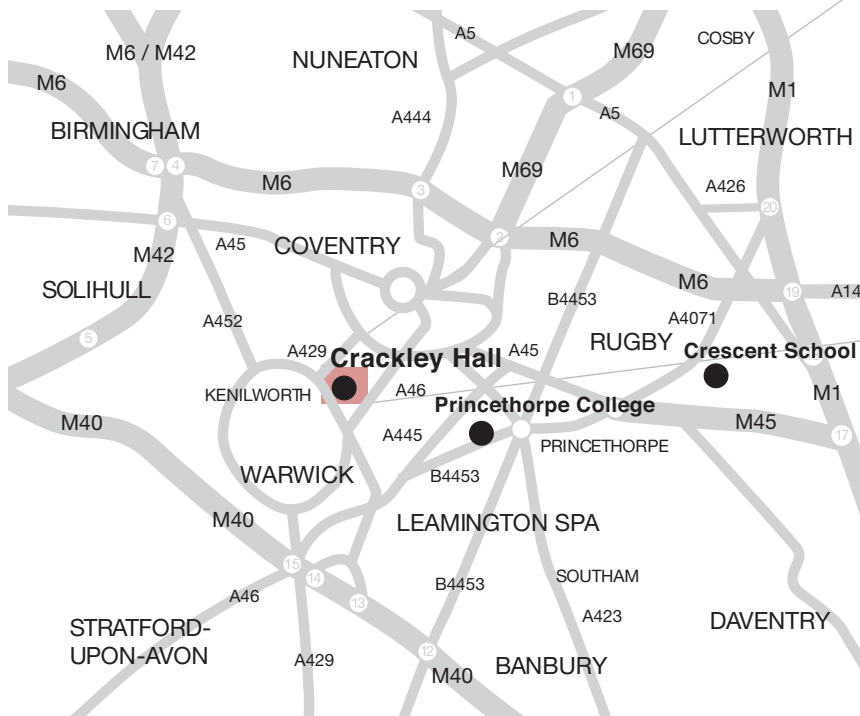 A5
COSBY
M6 / M42
M69
NUNEATON
M6
M1
1
A444
A5
BIRMINGHAM
LUTTERWORTH
7
4
M69
M6
A426
3
20
6
2
M6
A45
COVENTRY
M42
M6
SOLIHULL
19
A14
B4453
A452
A4071
5
RUGBY
A429
Crackley Hall
A45
Crescent School
KENILWORTH
A46
M1
Princethorpe College
M40
M45
A445
17
PRINCETHORPE
WARWICK
B4453
M40
LEAMINGTON SPA
15
14
SOUTHAM
B4453
A46
13
A423
STRATFORD-
UPON-AVON
DAVENTRY
12
A429
BANBURY
M40